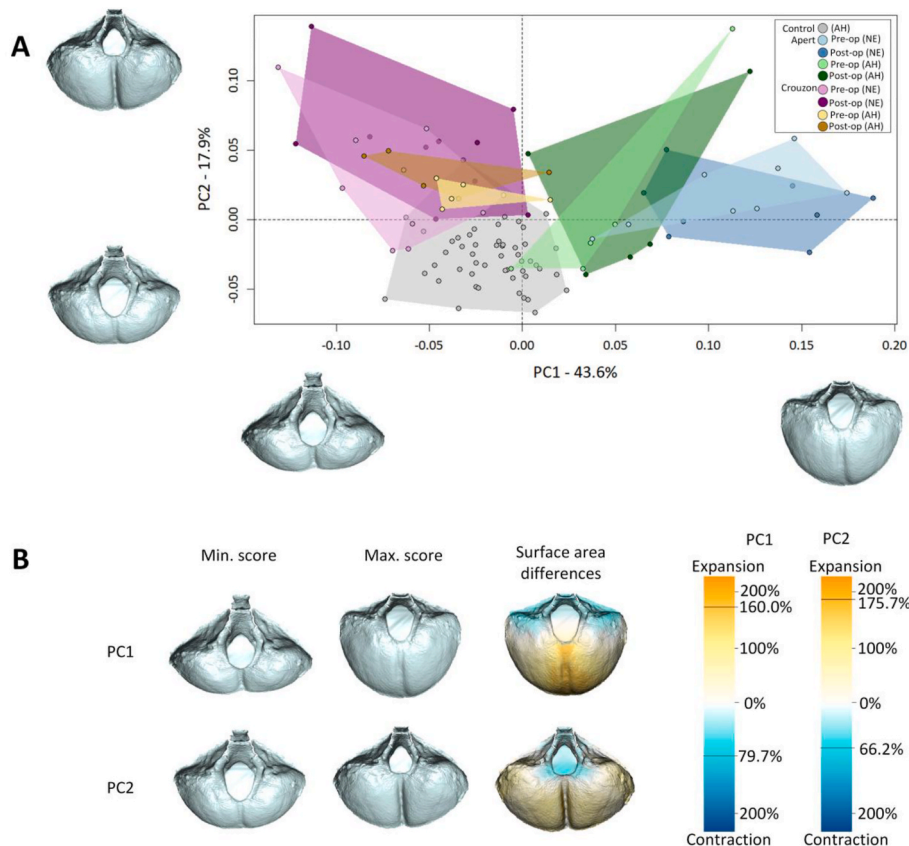 A
PC2 - 17.9%
0.10
0.05
0.00
-0.05
-0.10
-0.05
0.00
0.05
0.10
0.15
0.20
PC1 - 43.6%
Control (AH)
Apert Pre-op (NE)
Post-op (NE)
Pre-op (AH)
Post-op (AH)
Crouzon Pre-op (NE)
Post-op (NE)
Pre-op (AH)
Post-op (AH)
B
Min. score
Max. score
Surface area
differences
PC1
PC2
PC1
Expansion
200%
160.0%
100%
0%
79.7%
200%
Contraction
PC2
Expansion
200%
175.7%
100%
0%
66.2%
200%
Contraction